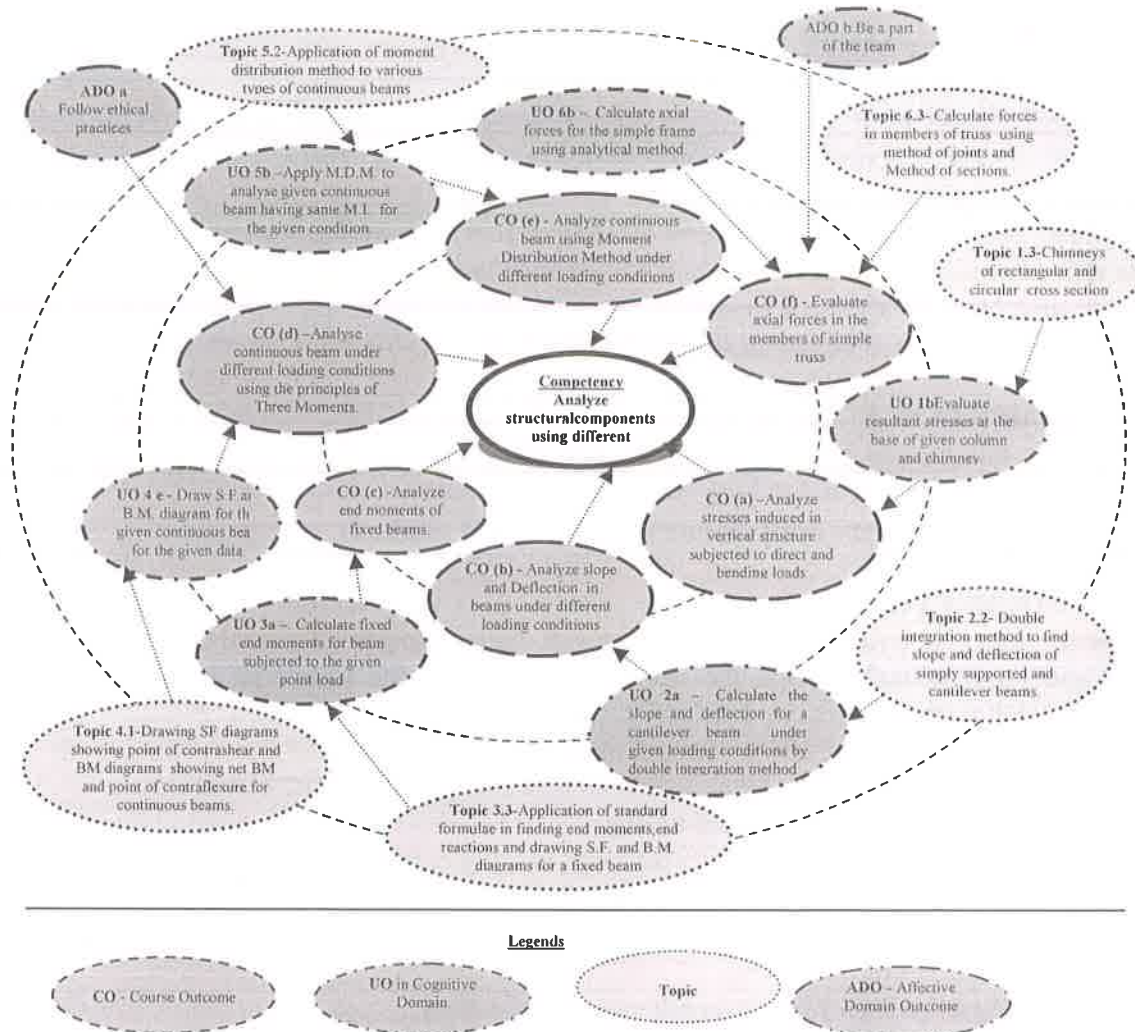 Topic 5.2-Application of moment
distribution method to various
types of continuous beams
ADO b.Be a part
of the team
ADO a
Follow ethical
practices
UO 6b –. Calculate axial
forces for the simple frame
using analytical method.
Topic 6.3- Calculate forces
in members of truss using
method of joints and
Method of sections.
UO 5b – Apply M.D.M. to
analyse given continuous
beam having same M.I. for
the given condition.
CO (e) - Analyze continuous
beam using Moment
Distribution Method under
different loading conditions
Topic 1.3-Chimneys
of rectangular and
circular cross section
CO (f) - Evaluate
axial forces in the
members of simple
truss
CO (d) –Analyse
continuous beam under
different loading conditions
using the principles of
Three Moments.
Competency
Analyze
structuralcomponents
using different
UO 1bEvaluate
resultant stresses at the
base of given column
and chimney.
UO 4 e - Draw S.F.ar
B.M. diagram for th
given continuous bea
for the given data.
CO (c) -Analyze
end moments of
fixed beams.
CO (a) –Analyze
stresses induced in
vertical structure
subjected to direct and
bending loads.
CO (b) - Analyze slope
and Deflection in
beams under different
loading conditions
UO 3a –. Calculate fixed
end moments for beam
subjected to the given
point load
Topic 2.2- Double
integration method to find
slope and deflection of
simply supported and
cantilever beams.
UO 2a – Calculate the
slope and deflection for a
cantilever beam under
given loading conditions by
double integration method.
Topic 4.1-Drawing SF diagrams
showing point of contrashear and
BM diagrams showing net BM
and point of contraflexure for
continuous beams.
Topic 3.3-Application of standard
formulae in finding end moments,end
reactions and drawing S.F. and B.M.
diagrams for a fixed beam
Legends
CO - Course Outcome
UO in Cognitive
Domain.
Topic
ADO - Affective
Domain Outcome